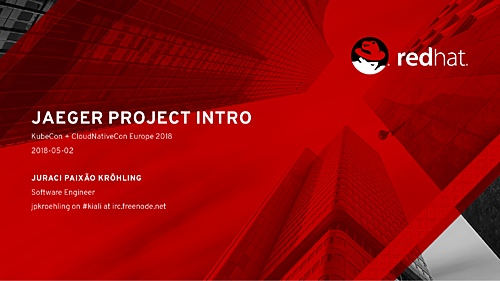 redhat.
JAEGER PROJECT INTRO
KubeCon + CloudNativeCon Europe 2018
2018-05-02
JURACI PAIXÃO KRÖHLING
Software Engineer
jpkroehling on #kiali at irc.freenode.net